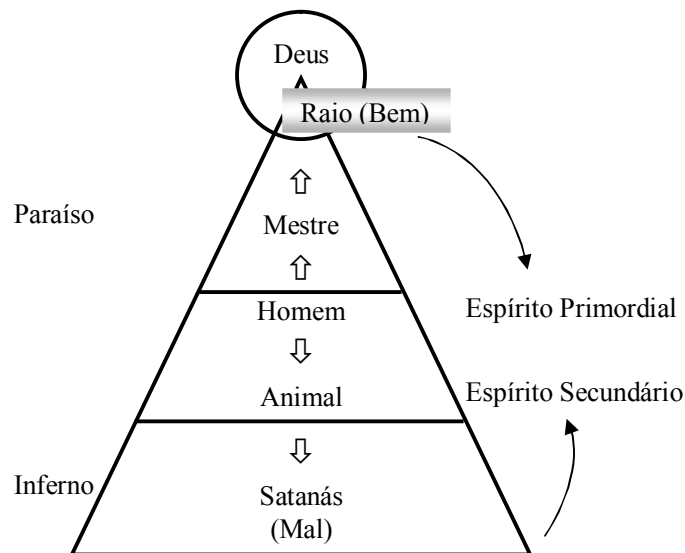 Deus
Raio (Bem)
Paraíso
Mestre
Homem
Espírito Primordial
Animal
Espírito Secundário
Inferno
Satanás
(Mal)